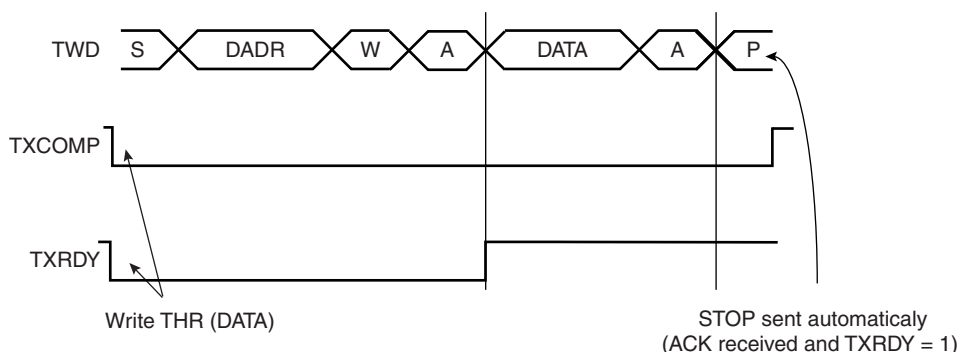 TWD S DADR W A DATA A P
TXCOMP
TXRDY
Write THR (DATA)
STOP sent automaticaly
(ACK received and TXRDY = 1)